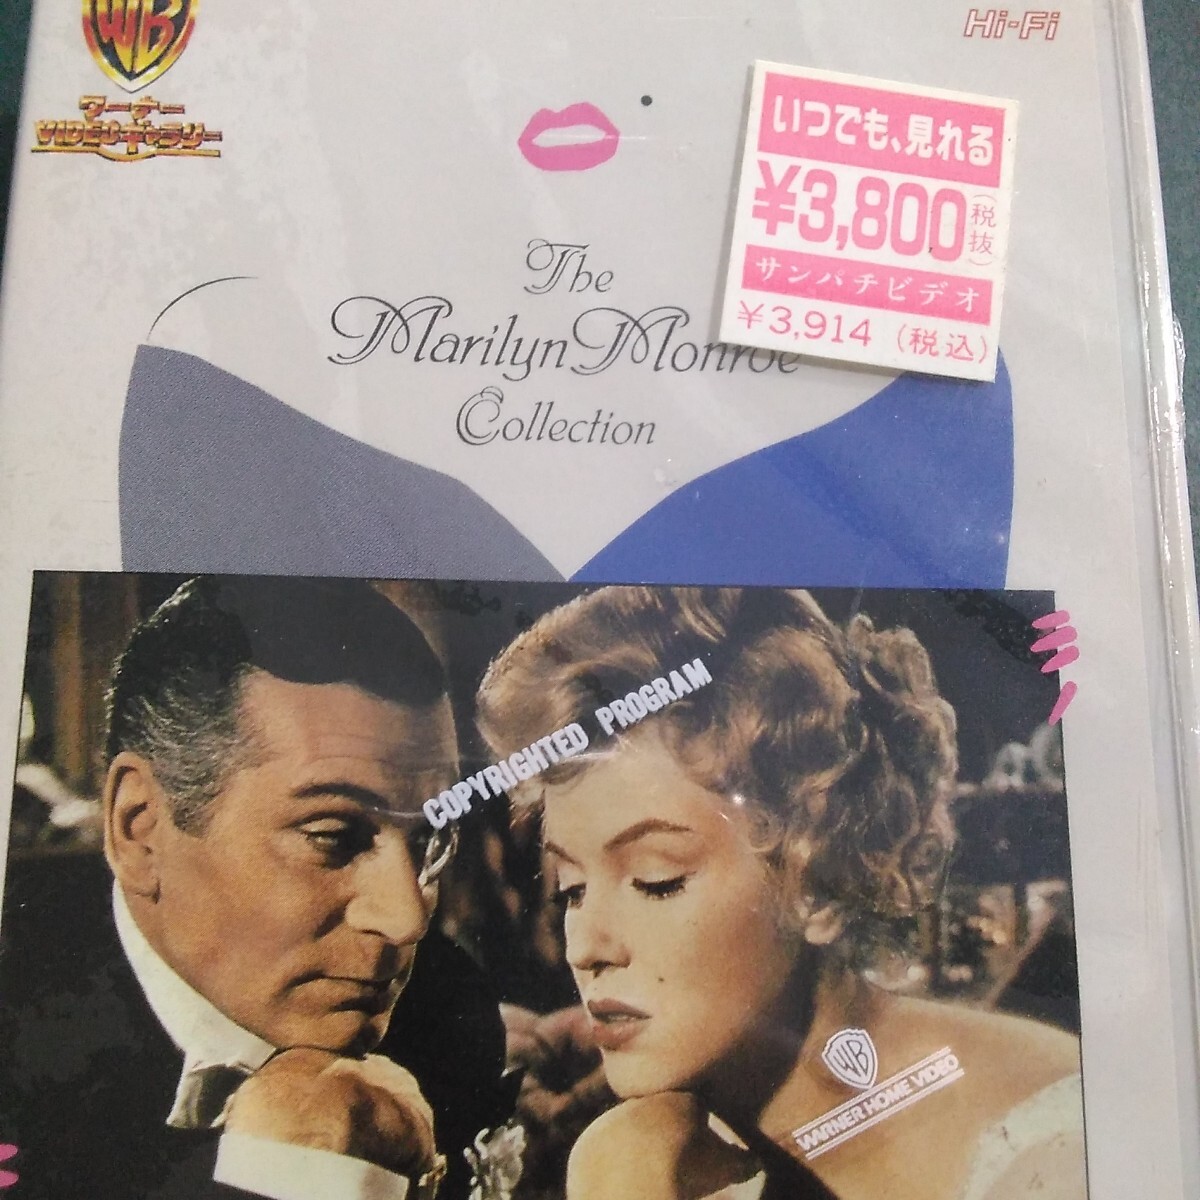 WB
ワーナー
VIDEOギャラリー
Hi-Fi
いつでも、見れる
¥3,800(税抜)
サンパチビデオ
¥3,914(税込)
The
Marilyn Monroe
Collection
COPYRIGHTED PROGRAM
WB
WARNER HOME VIDEO